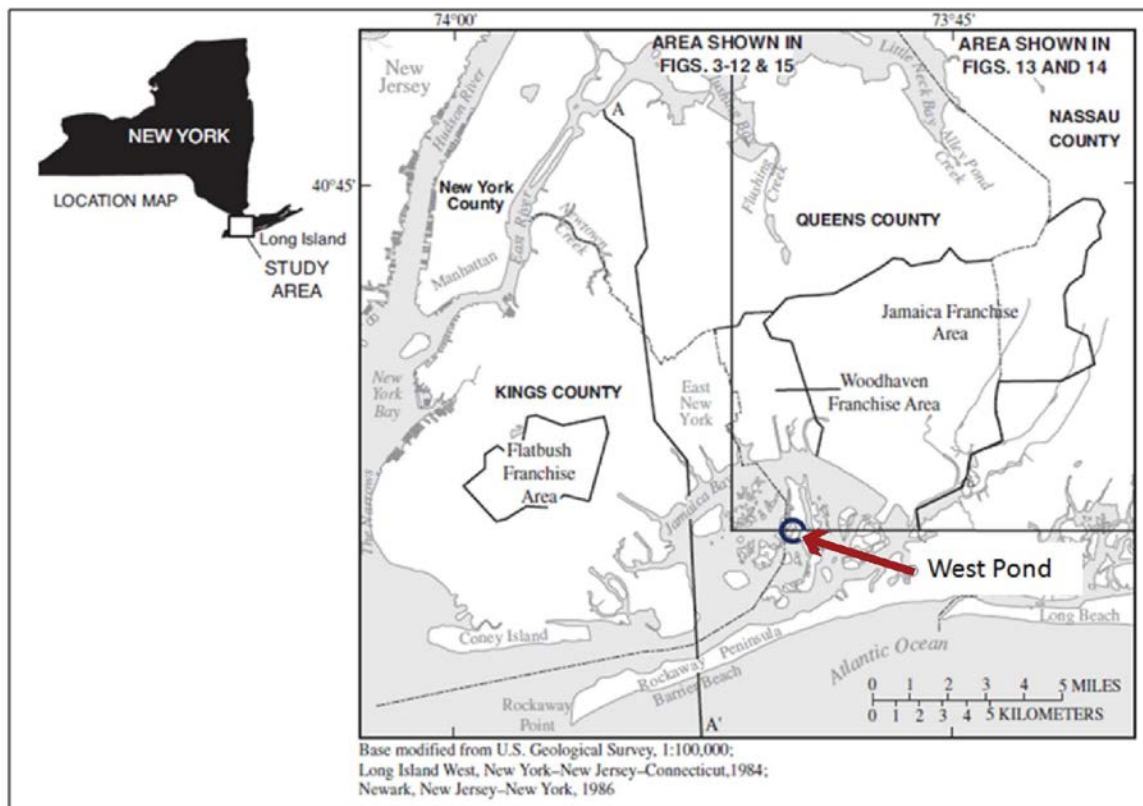 74°00'
73°45'
AREA SHOWN IN
FIGS. 3-12 & 15
AREA SHOWN IN
FIGS. 13 AND 14
New
Jersey
Hudson River
Flushing Bay
Little Neck Bay
Alley Pond
Creek
NASSAU
COUNTY
A
NEW YORK
LOCATION MAP
Long Island
STUDY
AREA
40°45'
New York
County
East River
Manhattan
Newtown
Creek
Flushing
Creek
QUEENS COUNTY
Jamaica Franchise
Area
New York
Bay
KINGS COUNTY
East New
York
Woodhaven
Franchise Area
Flatbush
Franchise
Area
The Narrows
Jamaica Bay
West Pond
Coney Island
Long Beach
Rockaway Peninsula
Barrier Beach
Atlantic Ocean
Rockaway
Point
A'
0 1 2 3 4 5 MILES
0 1 2 3 4 5 KILOMETERS
Base modified from U.S. Geological Survey, 1:100,000;
Long Island West, New York–New Jersey–Connecticut,1984;
Newark, New Jersey–New York, 1986